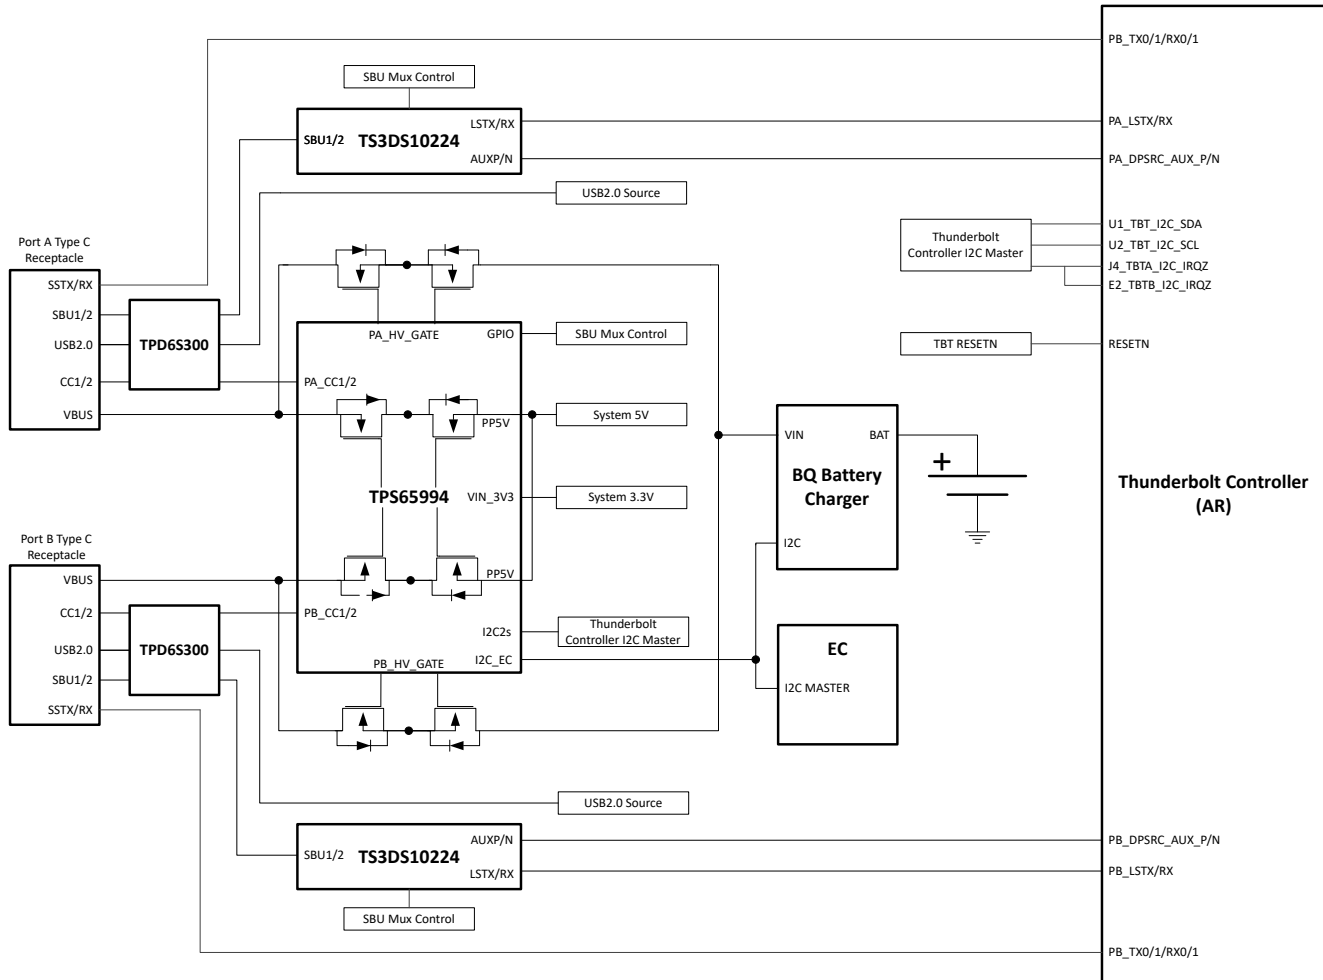 PB_TX0/1/RX0/1
SBU Mux Control
SBU1/2
TS3DS10224
LSTX/RX
AUXP/N
PA_LSTX/RX
PA_DPSRC_AUX_P/N
USB2.0 Source
Port A Type C
Receptacle
SSTX/RX
SBU1/2
USB2.0
CC1/2
VBUS
TPD6S300
Thunderbolt
Controller I2C Master
U1_TBT_I2C_SDA
U2_TBT_I2C_SCL
J4_TBTA_I2C_IRQZ
E2_TBTB_I2C_IRQZ
PA_HV_GATE
GPIO
SBU Mux Control
TBT RESETN
RESETN
PA_CC1/2
PP5V
System 5V
TPS65994
VIN_3V3
System 3.3V
VIN
BAT
BQ Battery
Charger
I2C
+
Thunderbolt Controller
(AR)
Port B Type C
Receptacle
VBUS
CC1/2
USB2.0
SBU1/2
SSTX/RX
TPD6S300
PP5V
PB_CC1/2
I2C2s
Thunderbolt
Controller I2C Master
PB_HV_GATE
I2C_EC
EC
I2C MASTER
USB2.0 Source
SBU1/2
TS3DS10224
AUXP/N
LSTX/RX
PB_DPSRC_AUX_P/N
PB_LSTX/RX
SBU Mux Control
PB_TX0/1/RX0/1